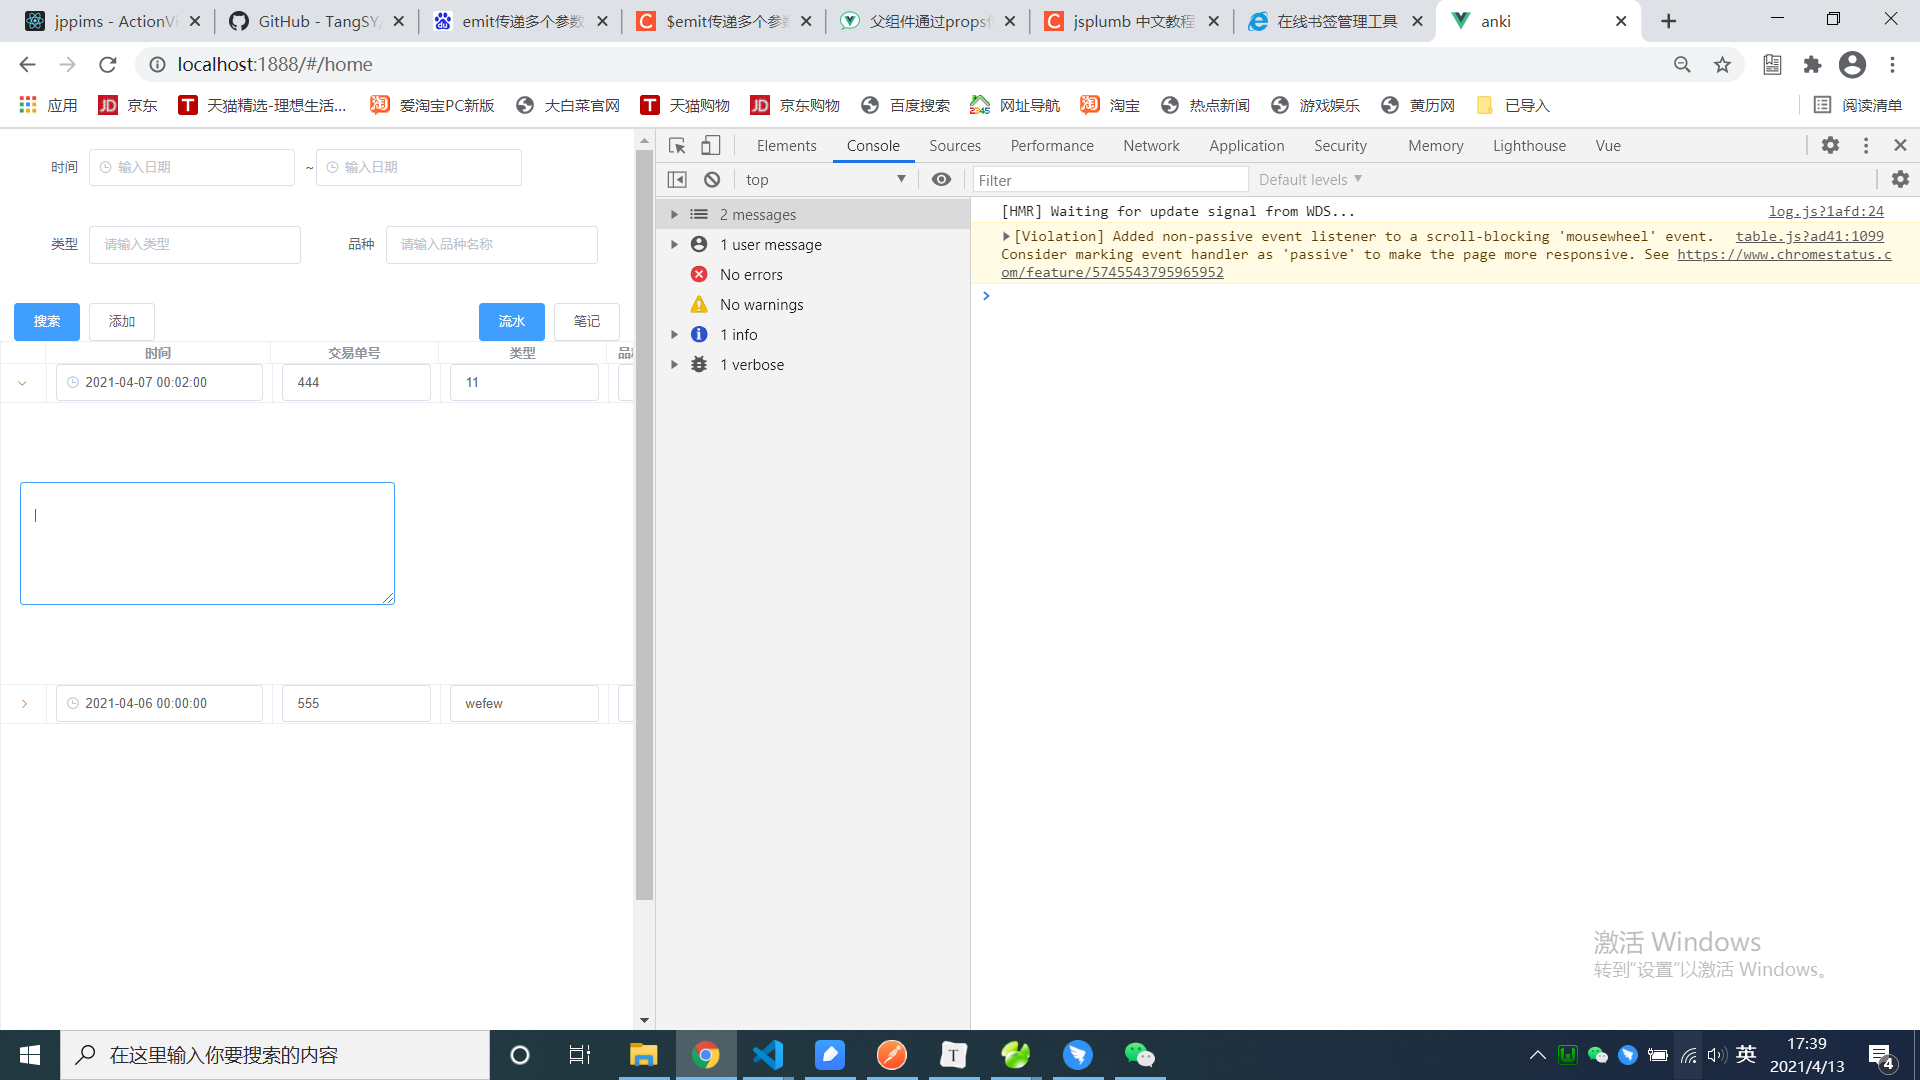 jppims - ActionVi
GitHub - TangSY/
emit传递多个参数
$emit传递多个参数
父组件通过props传
jsplumb 中文教程
在线书签管理工具
anki
localhost:1888/#/home
应用
京东
天猫精选-理想生活...
爱淘宝PC新版
大白菜官网
天猫购物
京东购物
百度搜索
网址导航
淘宝
热点新闻
游戏娱乐
黄历网
已导入
阅读清单
时间 输入日期 ~ 输入日期
类型 请输入类型 品种 请输入品种名称
搜索 添加 流水 笔记
时间 交易单号 类型
2021-04-07 00:02:00 444 11
2021-04-06 00:00:00 555 wefew
Elements Console Sources Performance Network Application Security Memory Lighthouse Vue
top Filter Default levels
2 messages
1 user message
No errors
No warnings
1 info
1 verbose
[HMR] Waiting for update signal from WDS... log.js?1afd:24
[Violation] Added non-passive event listener to a scroll-blocking 'mousewheel' event. table.js?ad41:1099
Consider marking event handler as 'passive' to make the page more responsive. See https://www.chromestatus.c
om/feature/5745543795965952
激活 Windows
转到“设置”以激活 Windows。
在这里输入你要搜索的内容
英
17:39
2021/4/13
4